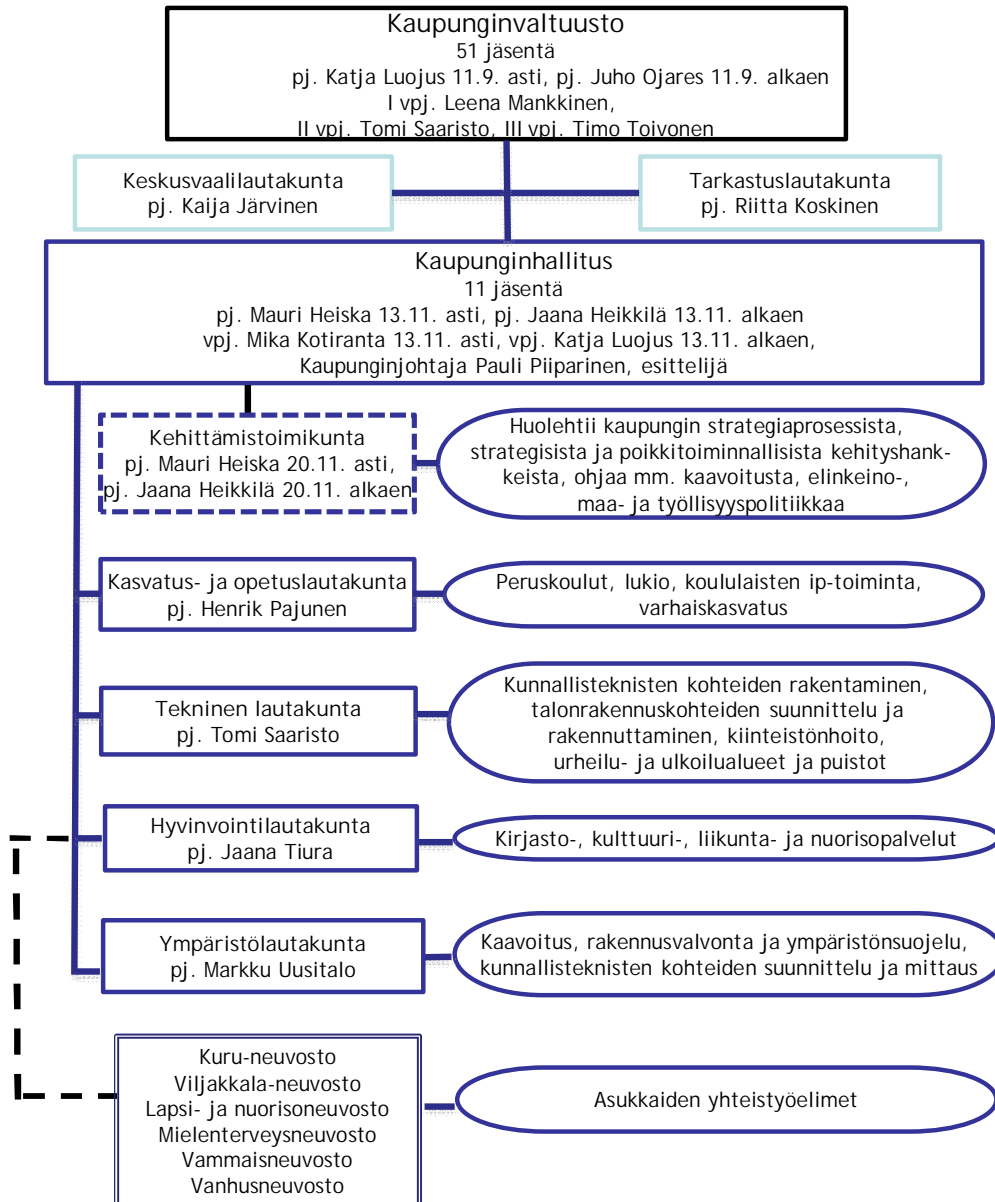 Kaupunginvaltuusto
51 jäsentä
pj. Katja Luojus 11.9. asti, pj. Juho Ojares 11.9. alkaen
I vpj. Leena Mankkinen,
II vpj. Tomi Saaristo, III vpj. Timo Toivonen
Keskusvaalilautakunta
pj. Kaija Järvinen
Tarkastuslautakunta
pj. Riitta Koskinen
Kaupunginhallitus
11 jäsentä
pj. Mauri Heiska 13.11. asti, pj. Jaana Heikkilä 13.11. alkaen
vpj. Mika Kotiranta 13.11. asti, vpj. Katja Luojus 13.11. alkaen,
Kaupunginjohtaja Pauli Piiparinen, esittelijä
Kehittämistoimikunta
pj. Mauri Heiska 20.11. asti,
pj. Jaana Heikkilä 20.11. alkaen
Huolehtii kaupungin strategiaprosessista,
strategisista ja poikkitoiminnallisista kehityshank-
keista, ohjaa mm. kaavoitusta, elinkeino-,
maa- ja työllisyyspolitiikkaa
Kasvatus- ja opetuslautakunta
pj. Henrik Pajunen
Peruskoulut, lukio, koululaisten ip-toiminta,
varhaiskasvatus
Tekninen lautakunta
pj. Tomi Saaristo
Kunnallisteknisten kohteiden rakentaminen,
talonrakennuskohteiden suunnittelu ja
rakennuttaminen, kiinteistönhoito,
urheilu- ja ulkoilualueet ja puistot
Hyvinvointilautakunta
pj. Jaana Tiura
Kirjasto-, kulttuuri-, liikunta- ja nuorisopalvelut
Ympäristölautakunta
pj. Markku Uusitalo
Kaavoitus, rakennusvalvonta ja ympäristönsuojelu,
kunnallisteknisten kohteiden suunnittelu ja mittaus
Kuru-neuvosto
Viljakkala-neuvosto
Lapsi- ja nuorisoneuvosto
Mielenterveysneuvosto
Vammaisneuvosto
Vanhusneuvosto
Asukkaiden yhteistyöelimet